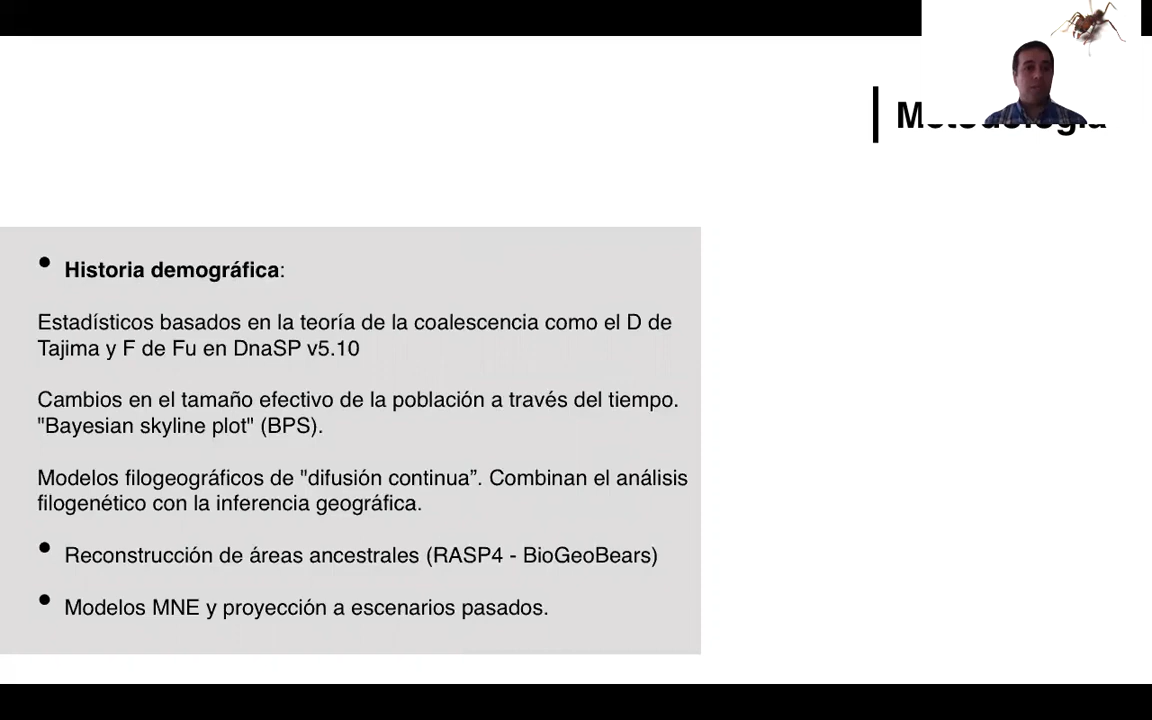 Metodología
• Historia demográfica:
Estadísticos basados en la teoría de la coalescencia como el D de
Tajima y F de Fu en DnaSP v5.10
Cambios en el tamaño efectivo de la población a través del tiempo.
"Bayesian skyline plot" (BPS).
Modelos filogeográficos de "difusión continua”. Combinan el análisis
filogenético con la inferencia geográfica.
• Reconstrucción de áreas ancestrales (RASP4 - BioGeoBears)
• Modelos MNE y proyección a escenarios pasados.